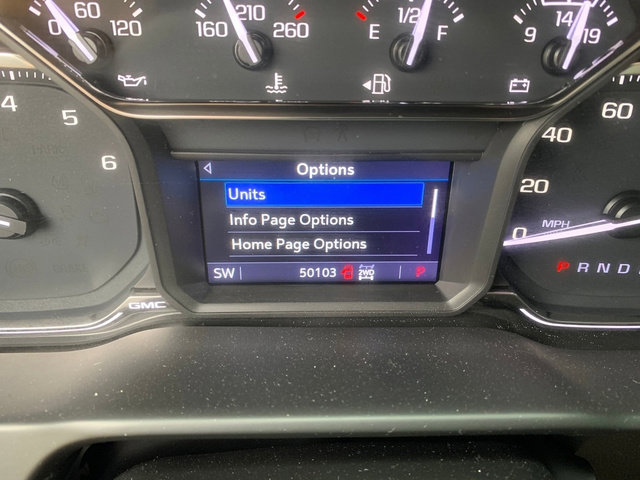 60
0 120
210
160 260
1/2
E F
14
9 19
4
5
6
Options
Units
Info Page Options
Home Page Options
SW 50103 2WD P
GMC
60
40
20
0
MPH
P R N D